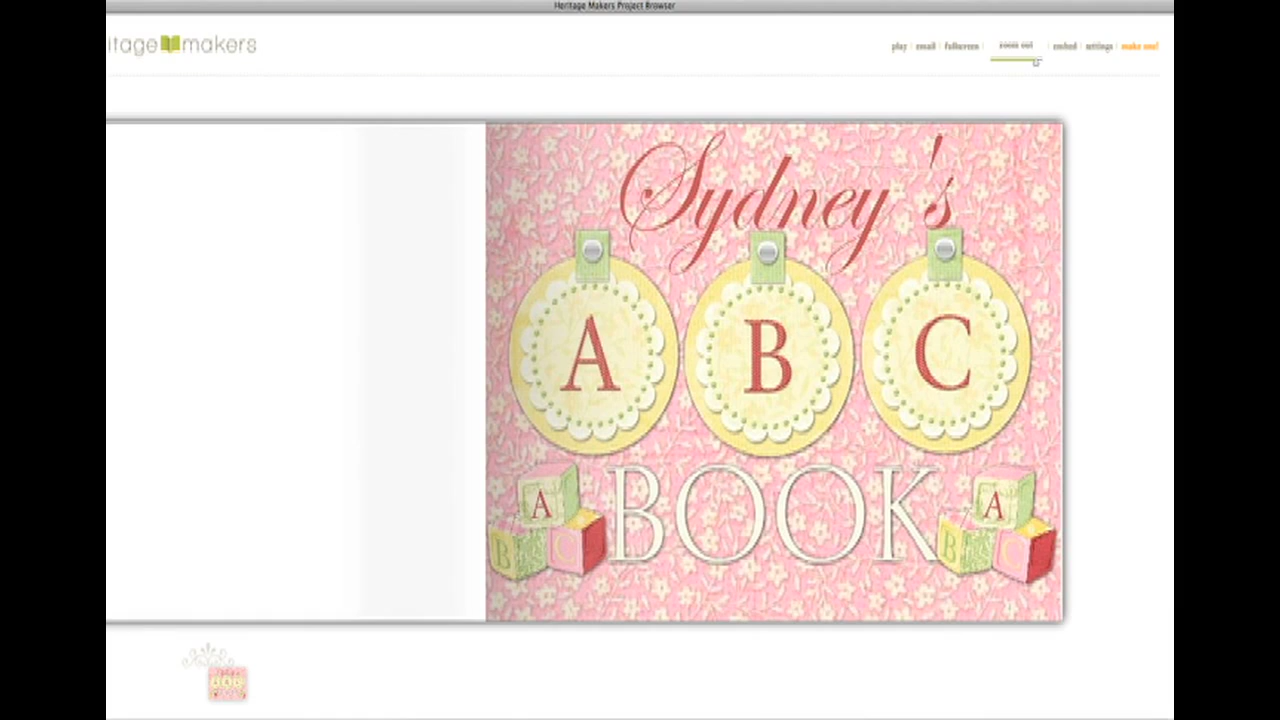 Heritage Makers Project Browser
itage makers
play email fullscreen zoom out embed settings make one!
Sydney's
A B C
BOOK
A
B C
A
B C